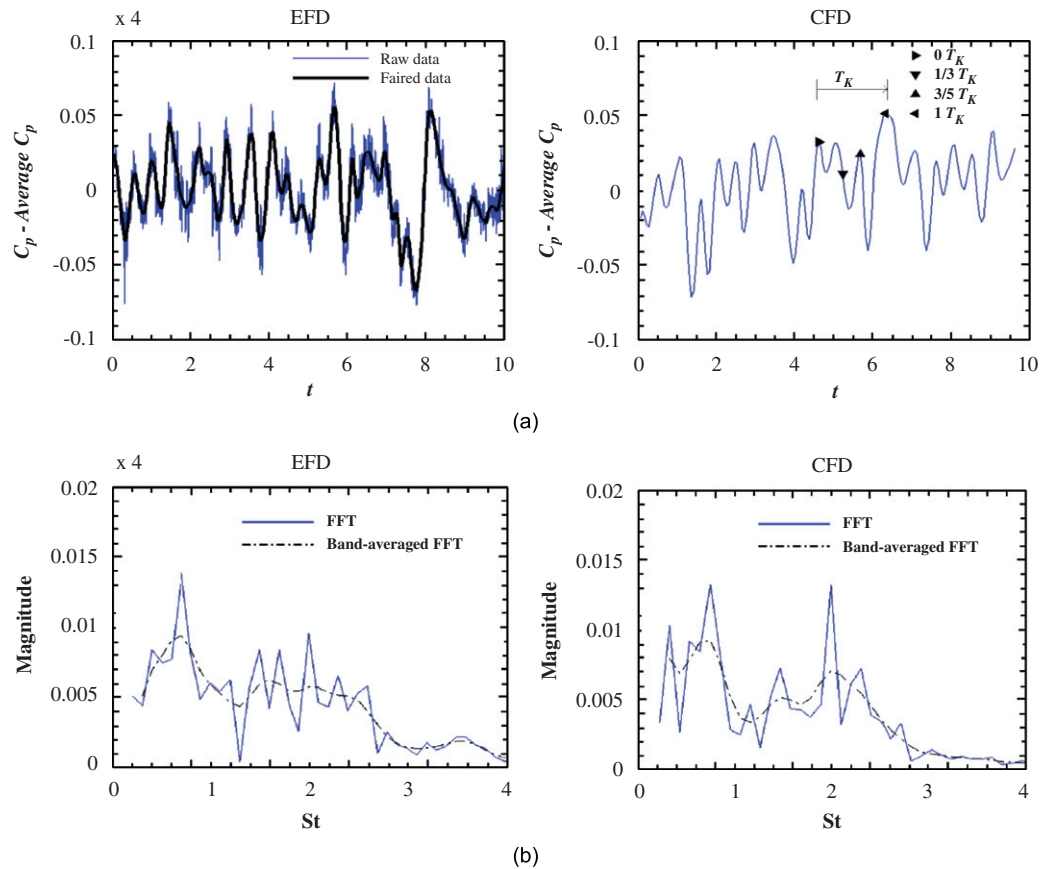 x 4 EFD CFD
0.1 0.1
Raw data
Faired data
0 T_K
1/3 T_K
3/5 T_K
1 T_K
T_K
0.05 0.05
0 0
-0.05 -0.05
-0.1 -0.1
C_p - Average C_p
C_p - Average C_p
0 2 4 6 8 10
0 2 4 6 8 10
t t
(a)
x 4 EFD CFD
0.02 0.02
FFT
Band-averaged FFT
FFT
Band-averaged FFT
0.015 0.015
0.01 0.01
0.005 0.005
0 0
Magnitude
Magnitude
0 1 2 3 4
0 1 2 3 4
St St
(b)